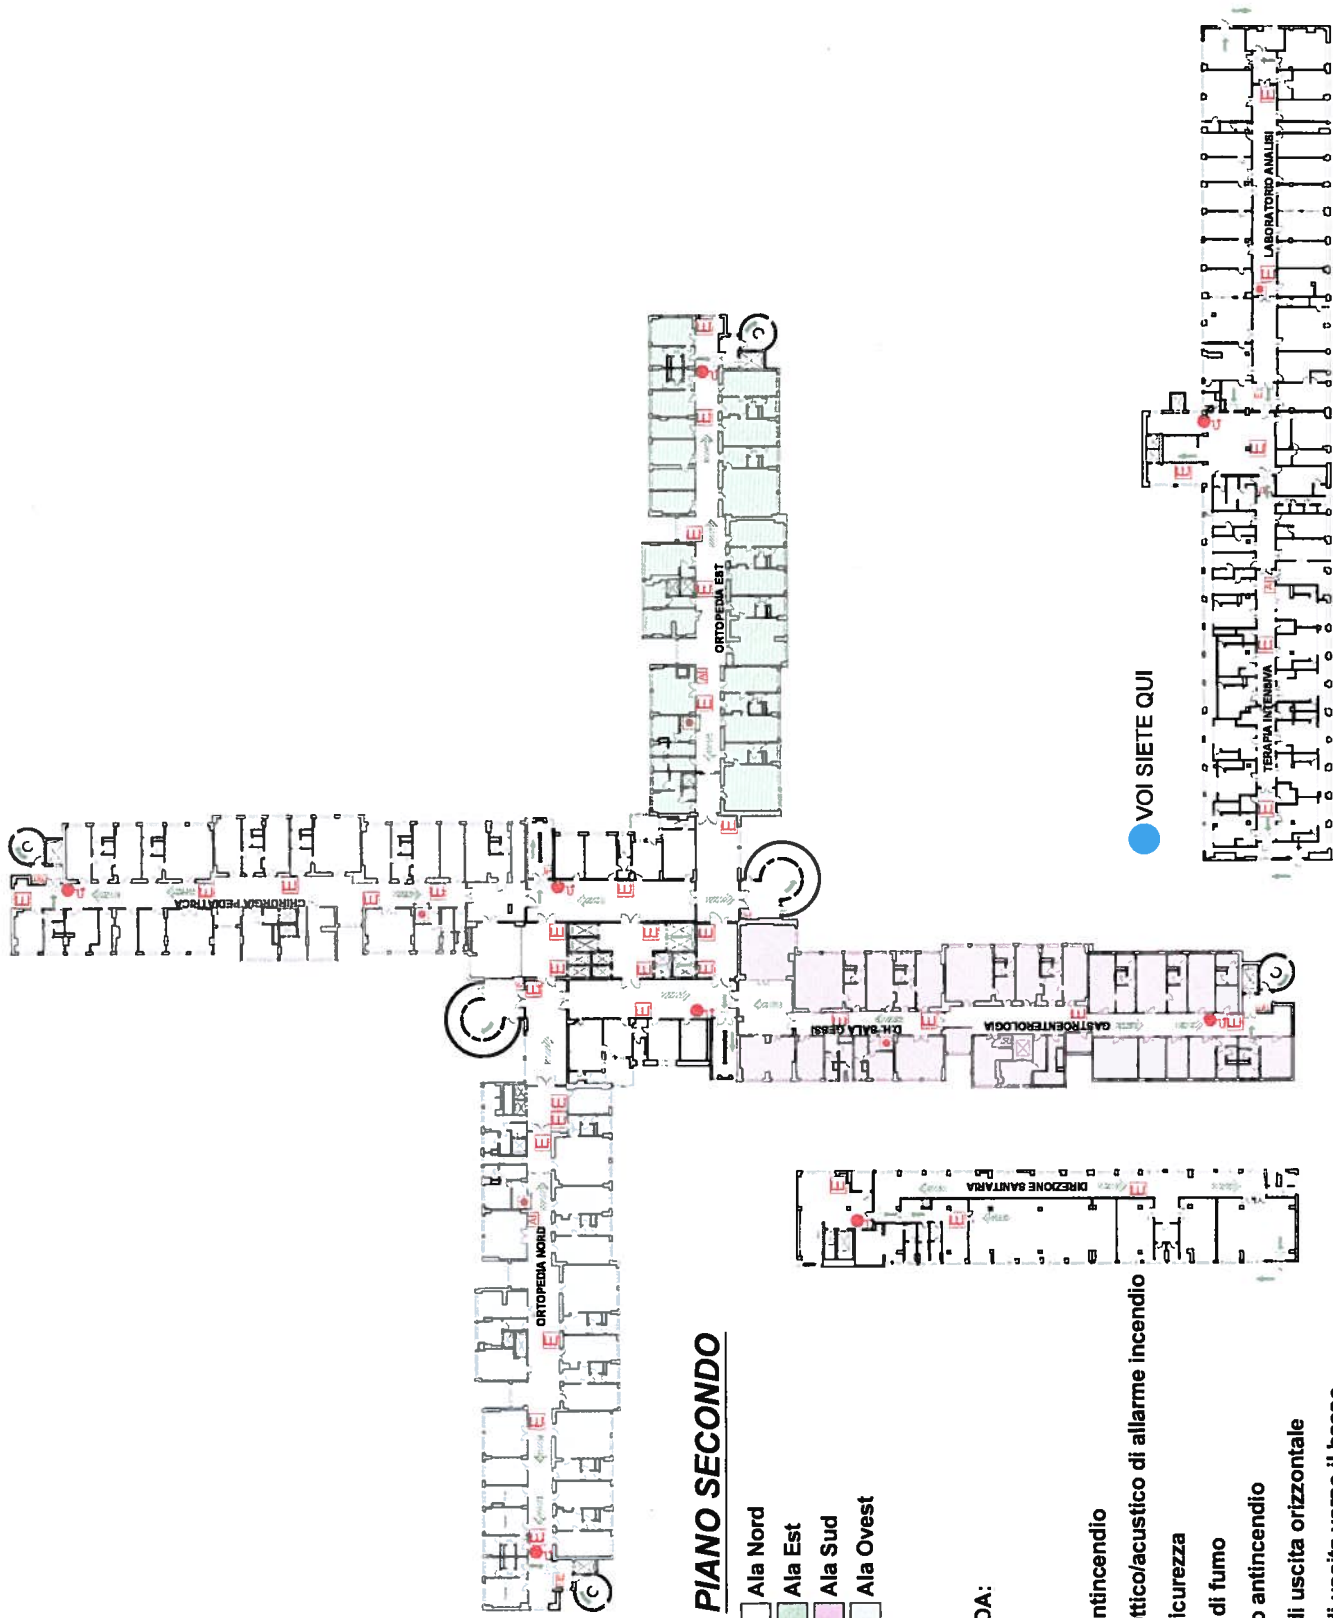 CHIRURGIA PEDIATRICA
ORTOPEDIA EST
ORTOPEDIA NORD
D.H. SALA GESSI
GASTROENTEROLOGIA
DIREZIONE SANITARIA
LABORATORIO ANALISI
TERAPIA INTENSIVA
VOI SIETE QUI
PIANO SECONDO
Ala Nord
Ala Est
Ala Sud
Ala Ovest
DA:
ntincendio
ttico/acustico di allarme incendio
icurezza
di fumo
o antincendio
di uscita orizzontale